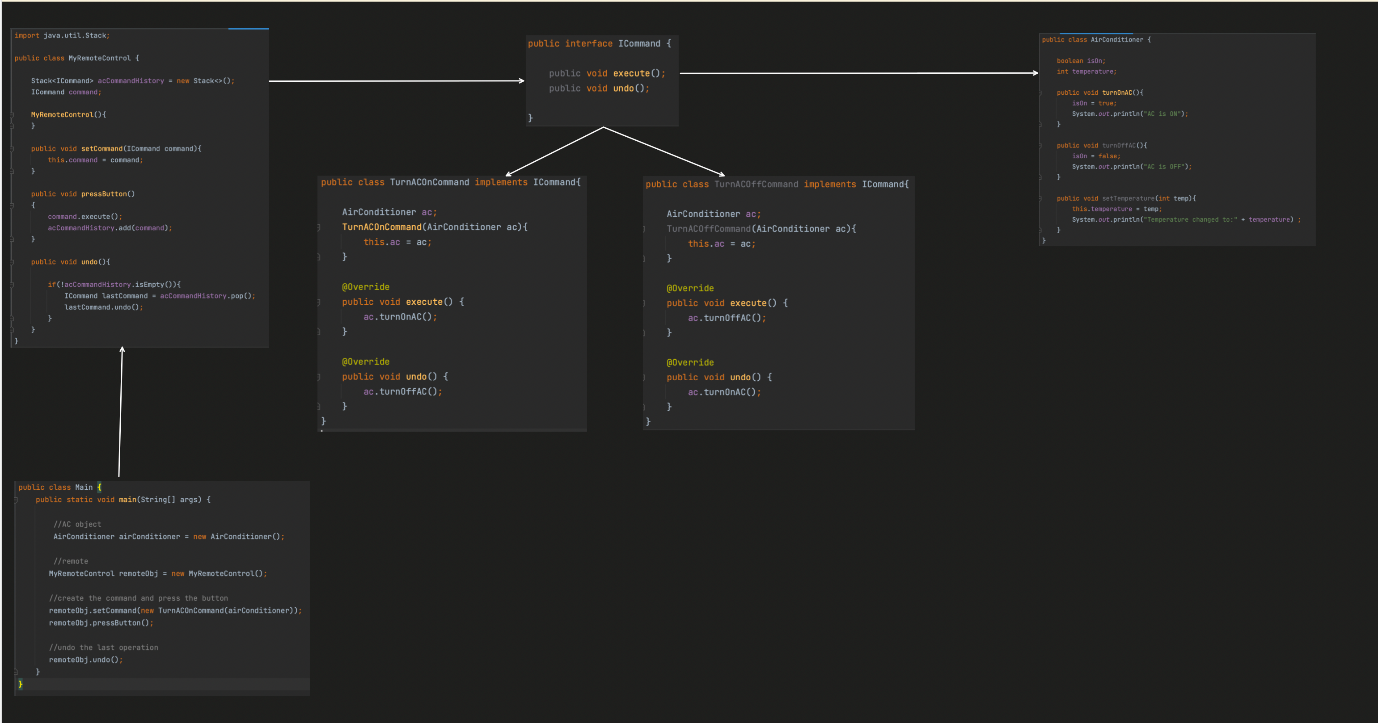 import java.util.Stack;
public class MyRemoteControl {
Stack<ICommand> acCommandHistory = new Stack<>();
ICommand command;
MyRemoteControl(){
}
public void setCommand(ICommand command){
this.command = command;
}
public void pressButton()
{
command.execute();
acCommandHistory.add(command);
}
public void undo(){
if(!acCommandHistory.isEmpty()){
ICommand lastCommand = acCommandHistory.pop();
lastCommand.undo();
}
}
}
public interface ICommand {
public void execute();
public void undo();
}
public class AirConditioner {
boolean isOn;
int temperature;
public void turnOnAC(){
isOn = true;
System.out.println("AC is ON");
}
public void turnOffAC(){
isOn = false;
System.out.println("AC is OFF");
}
public void setTemperature(int temp){
this.temperature = temp;
System.out.println("Temperature changed to:" + temperature) ;
}
}
public class TurnACOnCommand implements ICommand{
AirConditioner ac;
TurnACOnCommand(AirConditioner ac){
this.ac = ac;
}
@Override
public void execute() {
ac.turnOnAC();
}
@Override
public void undo() {
ac.turnOffAC();
}
}
public class TurnACOffCommand implements ICommand{
AirConditioner ac;
TurnACOffCommand(AirConditioner ac){
this.ac = ac;
}
@Override
public void execute() {
ac.turnOffAC();
}
@Override
public void undo() {
ac.turnOnAC();
}
}
public class Main {
public static void main(String[] args) {
//AC object
AirConditioner airConditioner = new AirConditioner();
//remote
MyRemoteControl remoteObj = new MyRemoteControl();
//create the command and press the button
remoteObj.setCommand(new TurnACOnCommand(airConditioner));
remoteObj.pressButton();
//undo the last operation
remoteObj.undo();
}
}